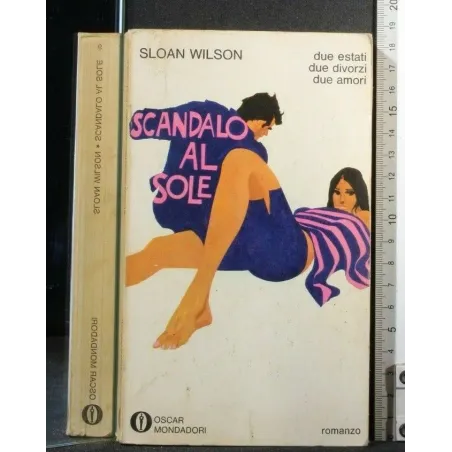 SLOAN WILSON • SCANDALO AL SOLE
OSCAR MONDADORI
SLOAN WILSON
due estati
due divorzi
due amori
SCANDALO
AL
SOLE
OSCAR
MONDADORI
romanzo